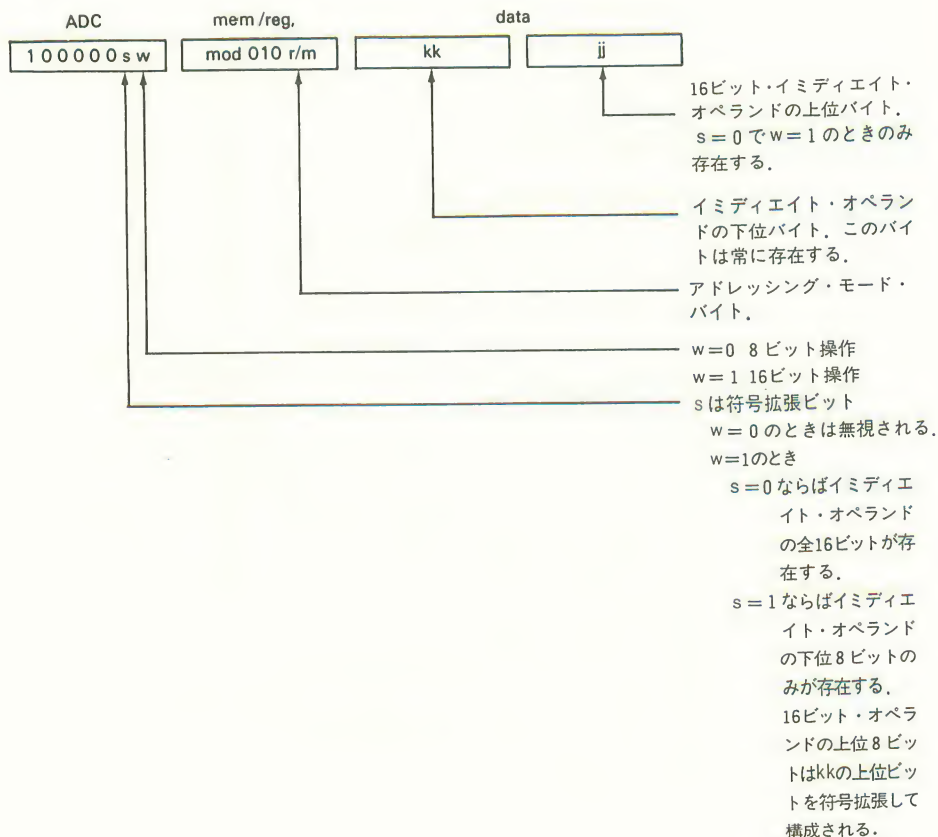 ADC mem/reg, data
100000sw mod 010 r/m kk jj
16ビット・イミディエイト・
オペランドの上位バイト.
s=0でw=1のときのみ
存在する.
イミディエイト・オペラン
ドの下位バイト. このバイ
トは常に存在する.
アドレッシング・モード・
バイト.
w=0 8ビット操作
w=1 16ビット操作
sは符号拡張ビット
w=0のときは無視される.
w=1のとき
s=0ならばイミディエ
イト・オペランド
の全16ビットが存
在する.
s=1ならばイミディエ
イト・オペランド
の下位8ビットの
みが存在する.
16ビット・オペラ
ンドの上位8ビッ
トはkkの上位ビッ
トを符号拡張して
構成される.